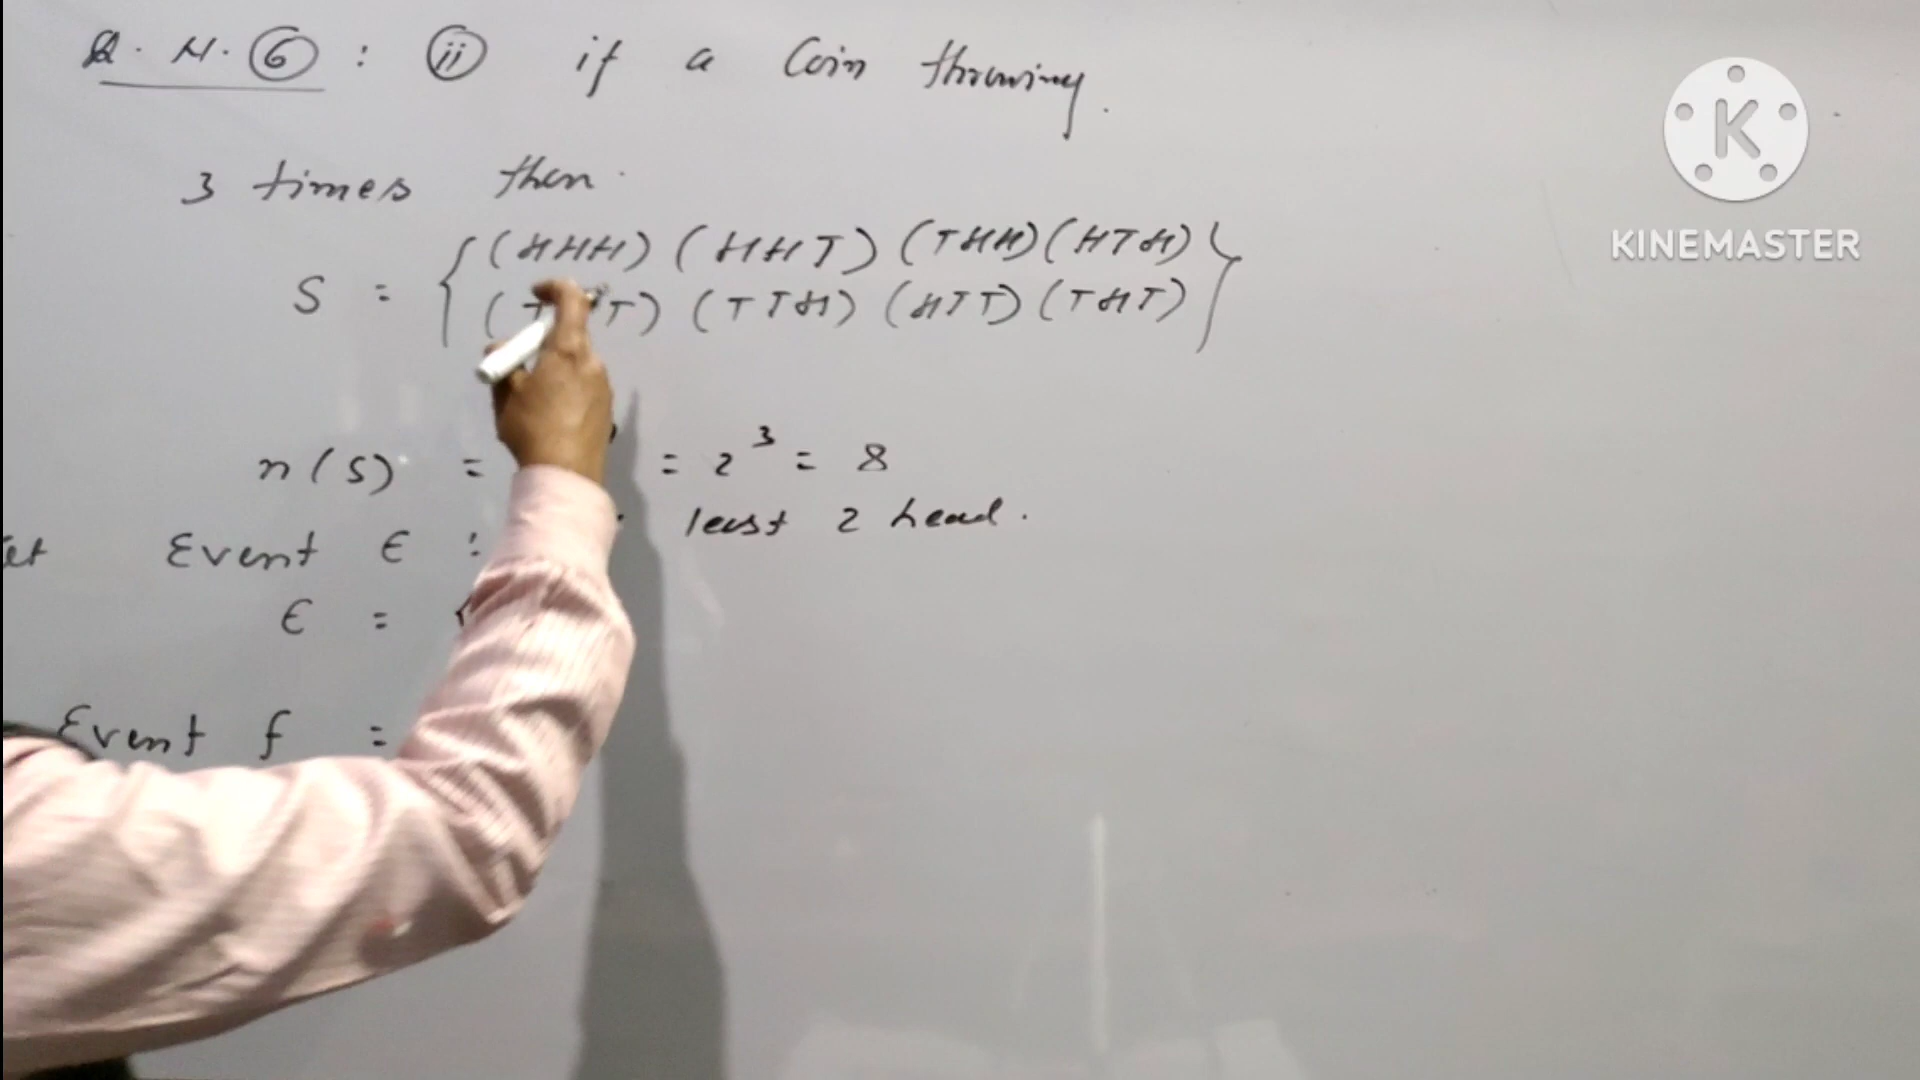 Q. N. 6 : ii if a Coin throwing.
3 times then.
S = { (HHH) (HHT) (THH) (HTH)
(T T) (TTH) (HTT) (THT) }
n(S) = = 2³ = 8
Event E : least 2 head.
E = {
Event f =
K
KINEMASTER